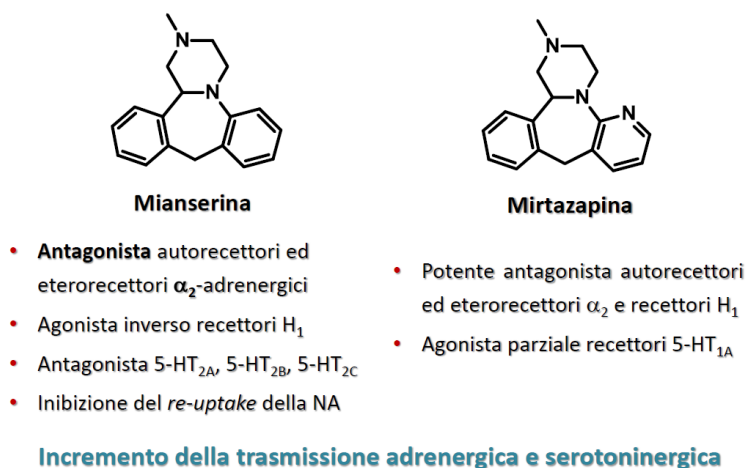 N
N
N
N
N
Mianserina
Mirtazapina
• Antagonista autorecettori ed
eterorecettori α₂-adrenergici
• Agonista inverso recettori H₁
• Antagonista 5-HT₂A, 5-HT₂B, 5-HT₂C
• Inibizione del re-uptake della NA
• Potente antagonista autorecettori
ed eterorecettori α₂ e recettori H₁
• Agonista parziale recettori 5-HT₁A
Incremento della trasmissione adrenergica e serotoninergica